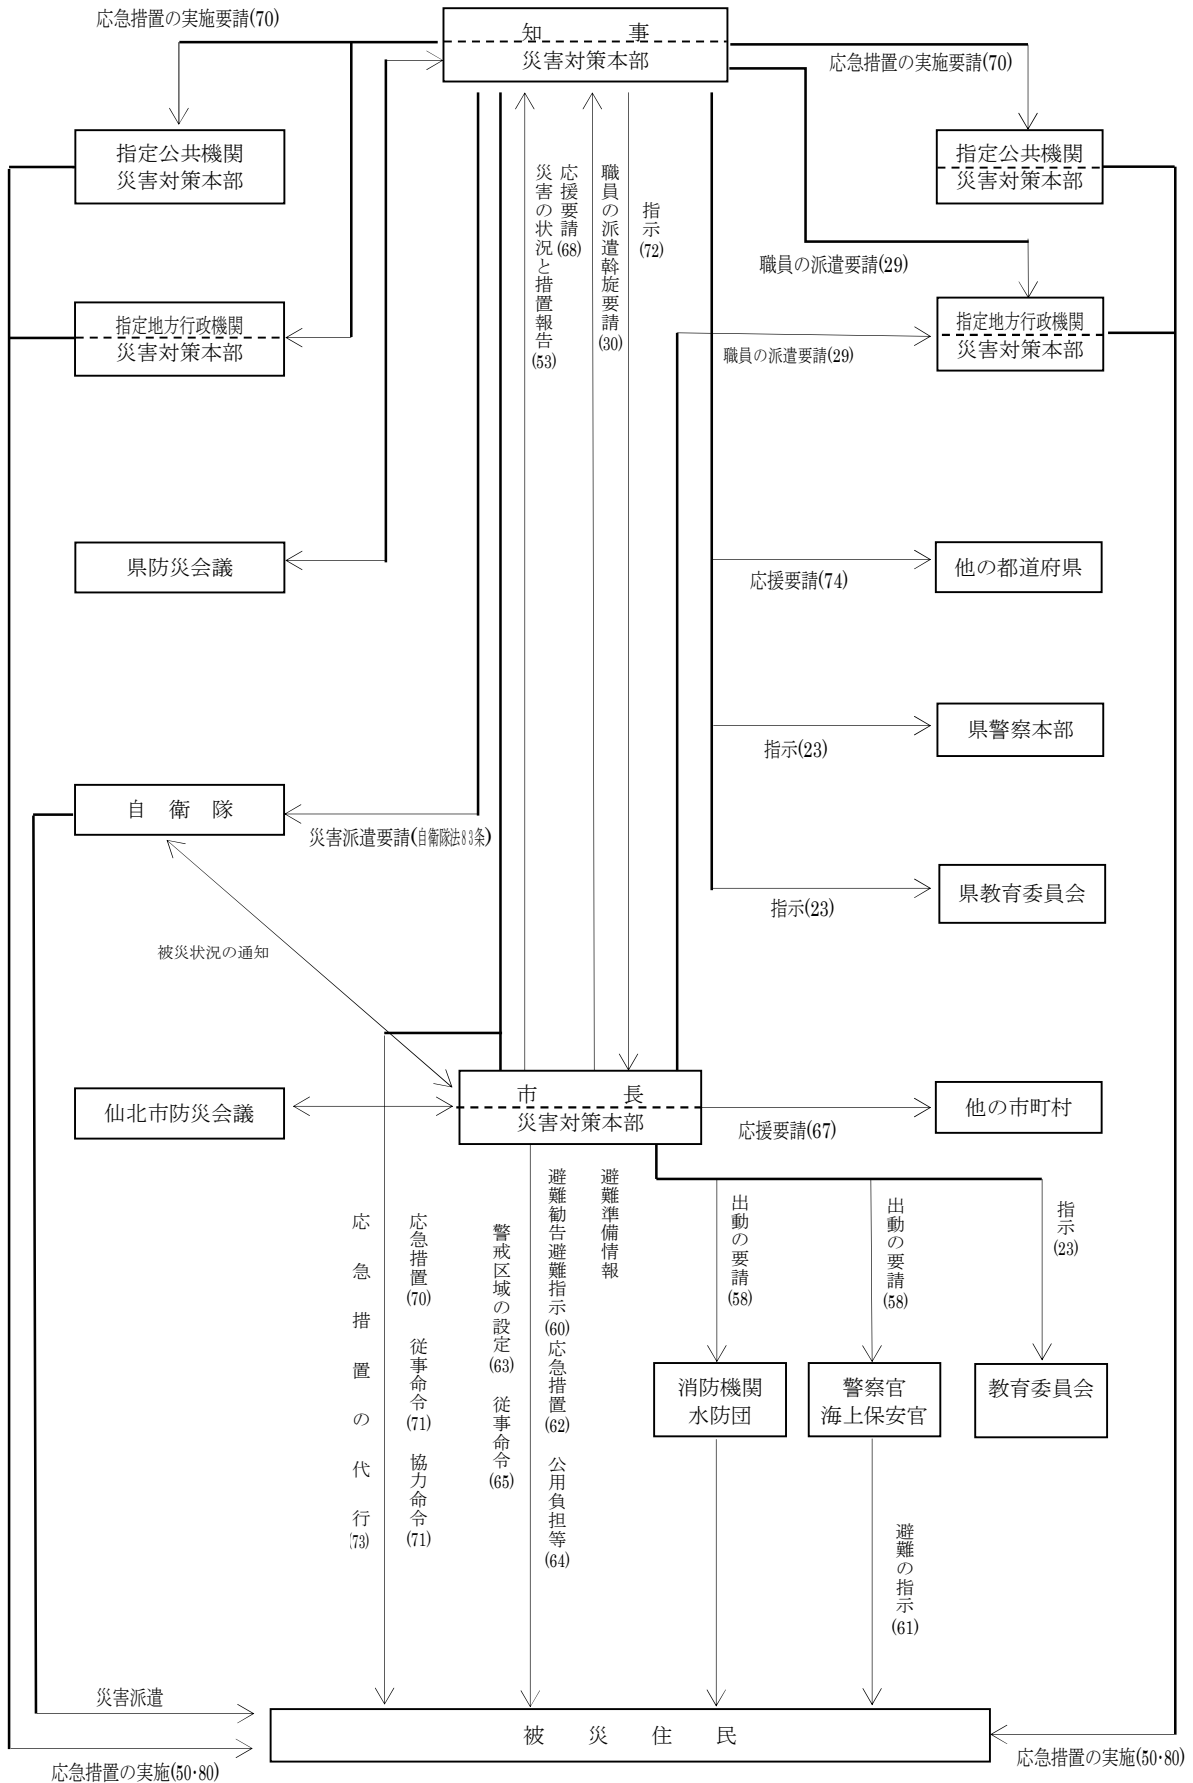 応急措置の実施要請(70)
知事
災害対策本部
応急措置の実施要請(70)
指定公共機関
災害対策本部
指定公共機関
災害対策本部
災害の状況と措置報告(53)
応援要請(68)
職員の派遣斡旋要請(30)
指示(72)
職員の派遣要請(29)
指定地方行政機関
災害対策本部
指定地方行政機関
災害対策本部
職員の派遣要請(29)
県防災会議
他の都道府県
応援要請(74)
県警察本部
指示(23)
自衛隊
災害派遣要請(自衛隊法83条)
県教育委員会
指示(23)
被災状況の通知
仙北市防災会議
市長
災害対策本部
他の市町村
応援要請(67)
応急措置の代行(73)
応急措置(70) 従事命令(71) 協力命令(71)
警戒区域の設定(63) 従事命令(65)
避難勧告避難指示(60)応急措置(62) 公用負担等(64)
避難準備情報
出動の要請(58)
出動の要請(58)
指示(23)
消防機関
水防団
警察官
海上保安官
教育委員会
避難の指示(61)
災害派遣
被災住民
応急措置の実施(50・80)
応急措置の実施(50・80)